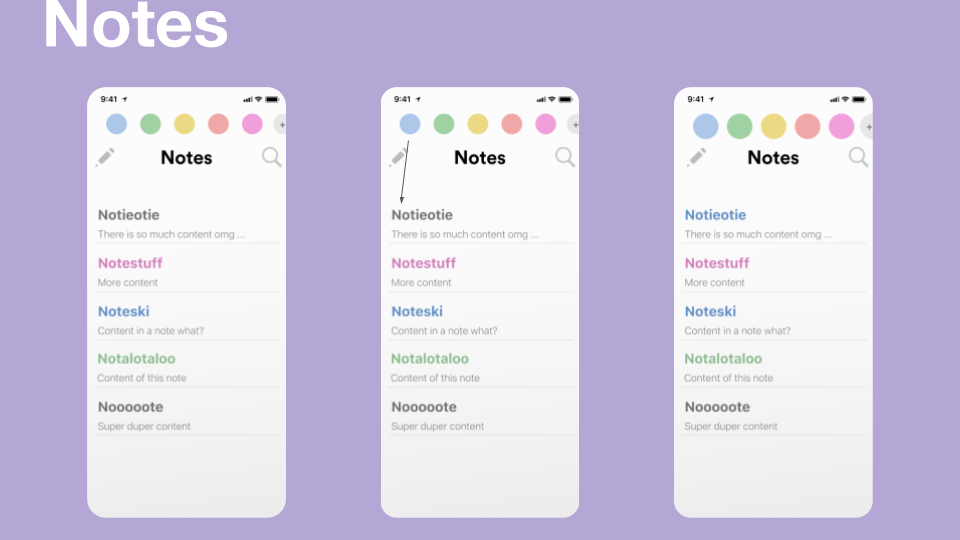 Notes
9:41
Notes
Notieotie
There is so much content omg ...
Notestuff
More content
Noteski
Content in a note what?
Notalotaloo
Content of this note
Nooooote
Super duper content
9:41
Notes
Notieotie
There is so much content omg ...
Notestuff
More content
Noteski
Content in a note what?
Notalotaloo
Content of this note
Nooooote
Super duper content
9:41
Notes
Notieotie
There is so much content omg ...
Notestuff
More content
Noteski
Content in a note what?
Notalotaloo
Content of this note
Nooooote
Super duper content